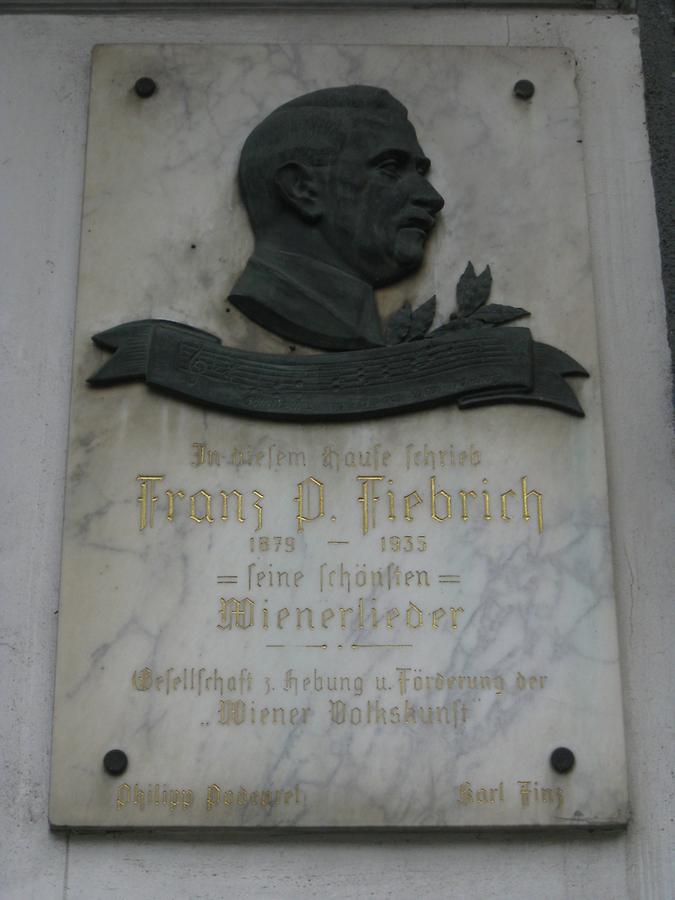 In diesem Hause schrieb
Franz P. Fiebrich
1879 — 1935
= seine schönsten =
Wienerlieder
Gesellschaft z. Hebung u. Förderung der
„Wiener Volkskunst"
Philipp
Karl Finz